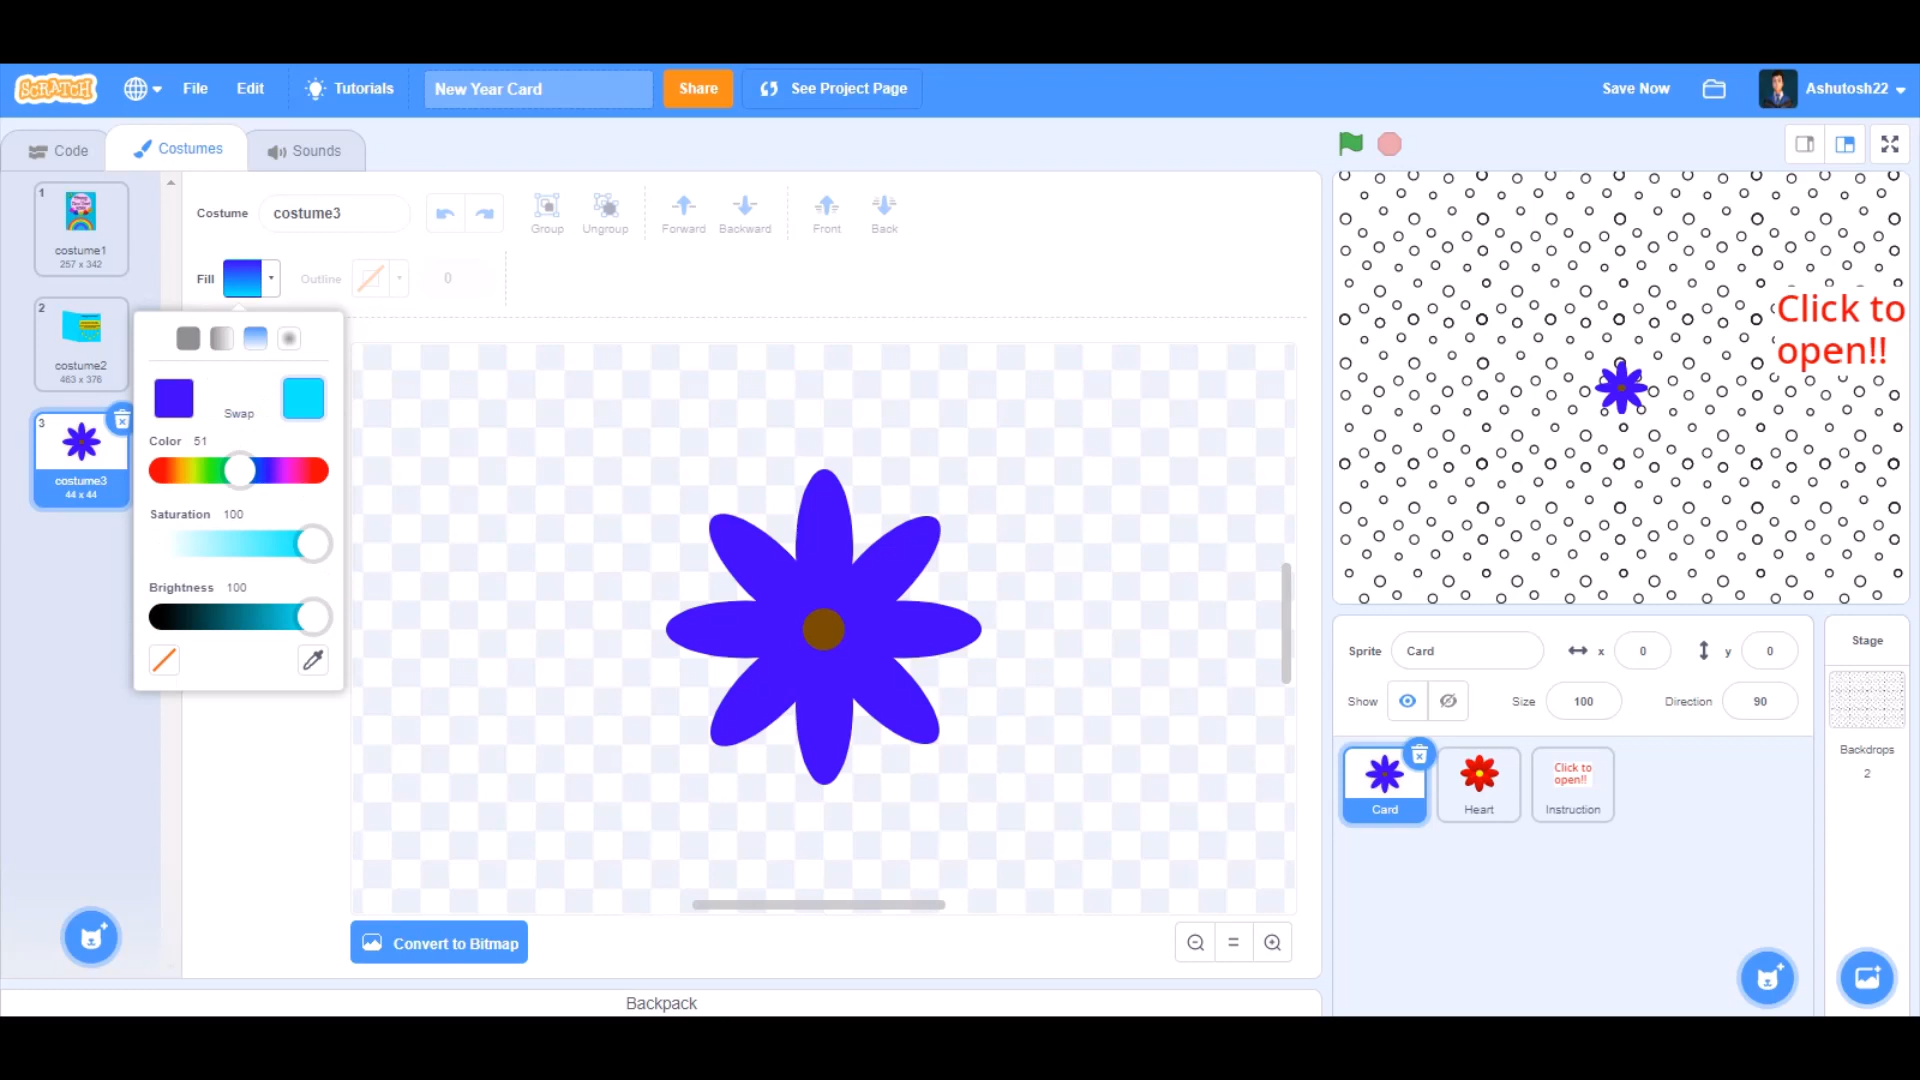 SCRATCH
File
Edit
Tutorials
New Year Card
Share
See Project Page
Save Now
Ashutosh22
Code
Costumes
Sounds
1
costume1
257 x 342
2
costume2
463 x 376
3
costume3
44 x 44
Costume
costume3
Group
Ungroup
Forward
Backward
Front
Back
Fill
Outline
0
Swap
Color 51
Saturation 100
Brightness 100
Convert to Bitmap
Backpack
Click to
open!!
Sprite
Card
x
0
y
0
Show
Size
100
Direction
90
Card
Heart
Click to
open!!
Instruction
Stage
Backdrops
2